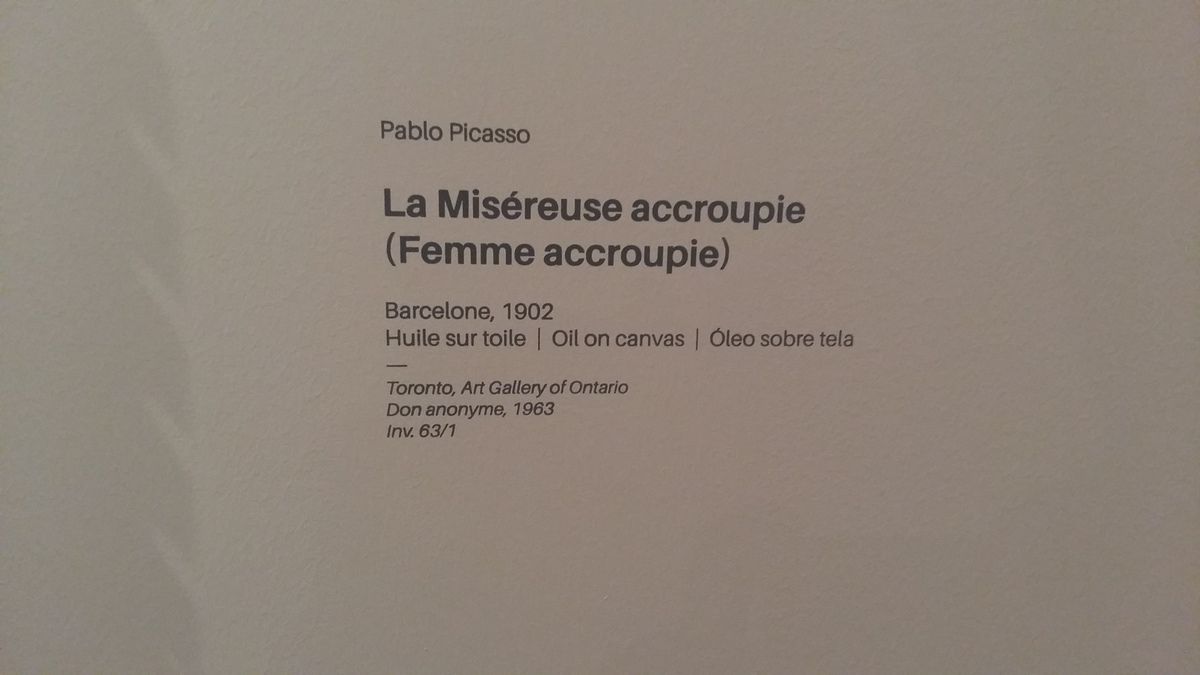 Pablo Picasso
La Miséreuse accroupie
(Femme accroupie)
Barcelone, 1902
Huile sur toile | Oil on canvas | Óleo sobre tela
—
Toronto, Art Gallery of Ontario
Don anonyme, 1963
Inv. 63/1